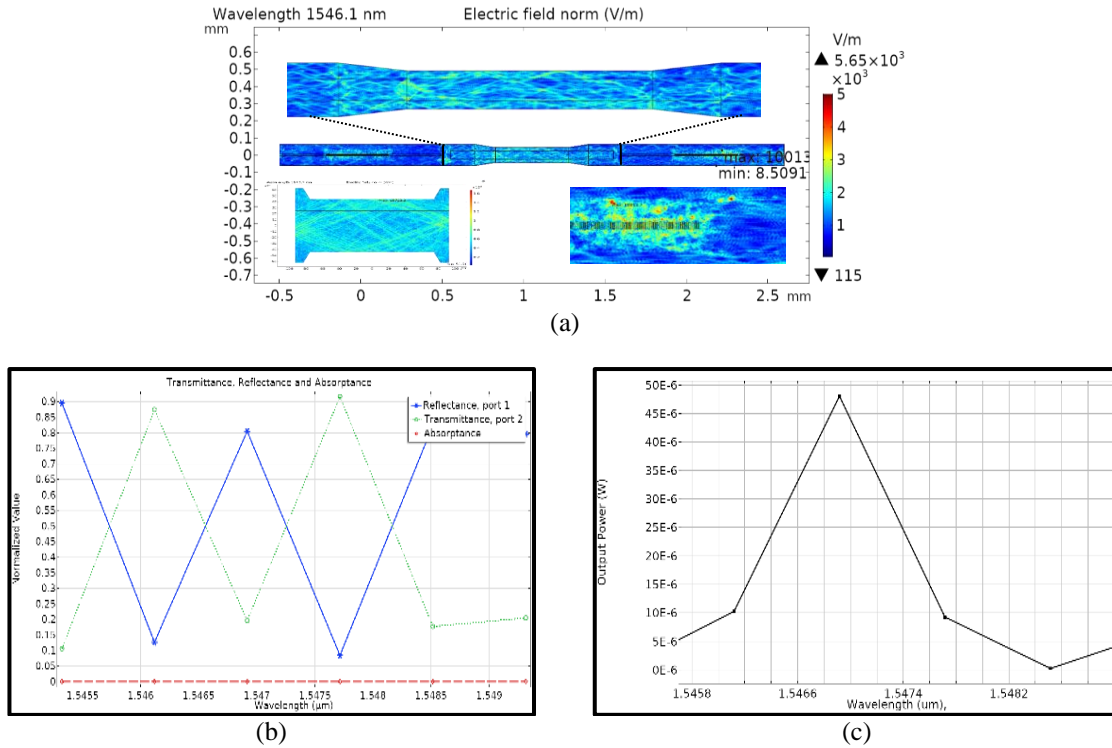 Wavelength 1546.1 nm
Electric field norm (V/m)
mm
V/m
▲ 5.65×10³
×10³
0.6
0.5
0.4
0.3
0.2
0.1
0
-0.1
-0.2
-0.3
-0.4
-0.5
-0.6
-0.7
5
4
3
2
1
▼ 115
max: 10013
min: 8.5091
-0.5 0 0.5 1 1.5 2 2.5 mm
(a)
Transmittance, Reflectance and Absorptance
Reflectance, port 1
Transmittance, port 2
Absorptance
Normalized Value
0.9
0.8
0.7
0.65
0.6
0.55
0.5
0.45
0.4
0.35
0.3
0.25
0.2
0.15
0.1
0.05
0
1.5455 1.546 1.5465 1.547 1.5475 1.548 1.5485 1.549
Wavelength (µm)
(b)
Output Power (W)
50E-6
45E-6
40E-6
35E-6
30E-6
25E-6
20E-6
15E-6
10E-6
5E-6
0E-6
1.5458 1.5466 1.5474 1.5482
Wavelength (um),
(c)